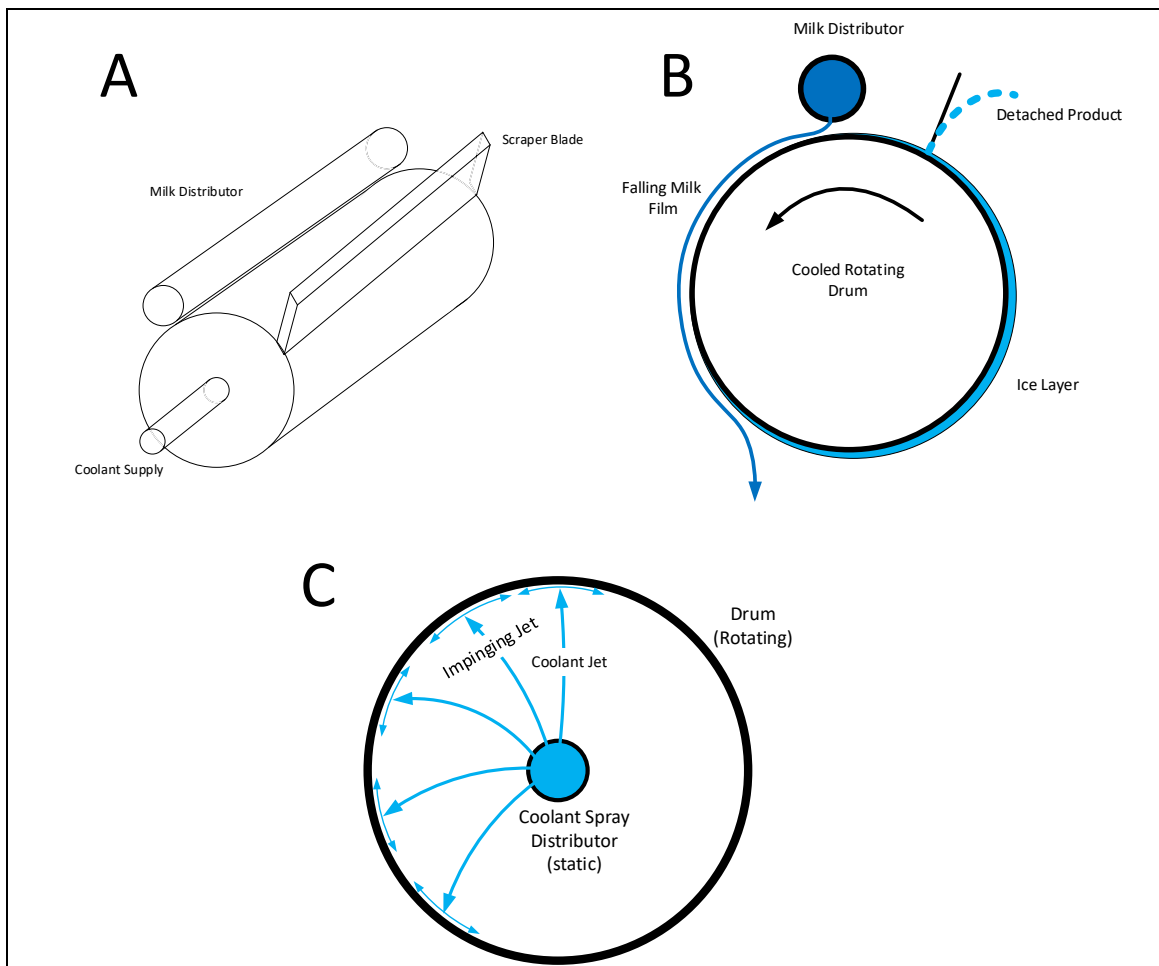 A
Milk Distributor
Scraper Blade
Coolant Supply
B
Milk Distributor
Detached Product
Falling Milk
Film
Cooled Rotating
Drum
Ice Layer
C
Drum
(Rotating)
Impinging Jet
Coolant Jet
Coolant Spray
Distributor
(static)